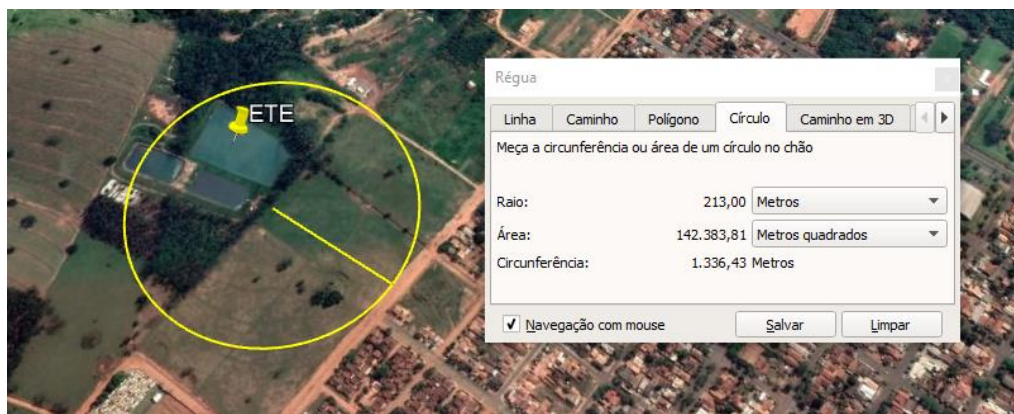 ETE
Régua
Linha Caminho Polígono Círculo Caminho em 3D
Meça a circunferência ou área de um círculo no chão
Raio: 213,00 Metros
Área: 142.383,81 Metros quadrados
Circunferência: 1.336,43 Metros
Navegação com mouse Salvar Limpar